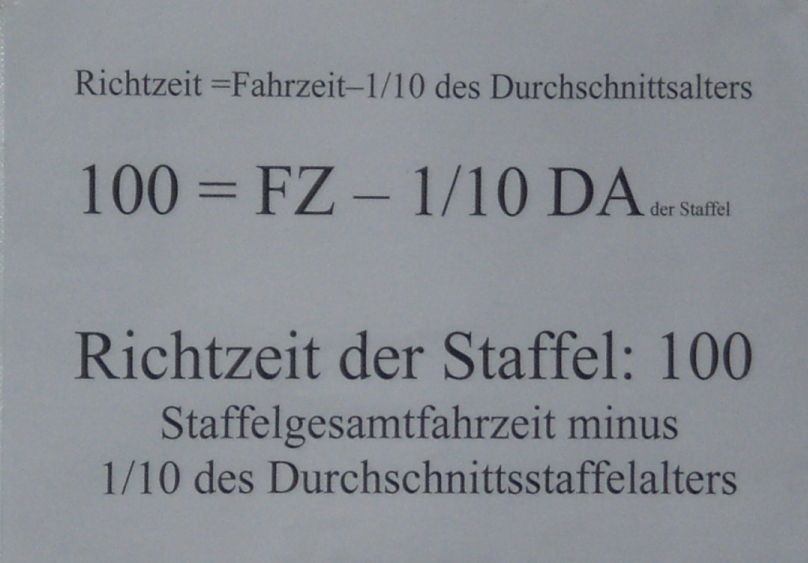 Richtzeit =Fahrzeit–1/10 des Durchschnittsalters
100 = FZ – 1/10 DA der Staffel
Richtzeit der Staffel: 100
Staffelgesamtfahrzeit minus
1/10 des Durchschnittsstaffelalters